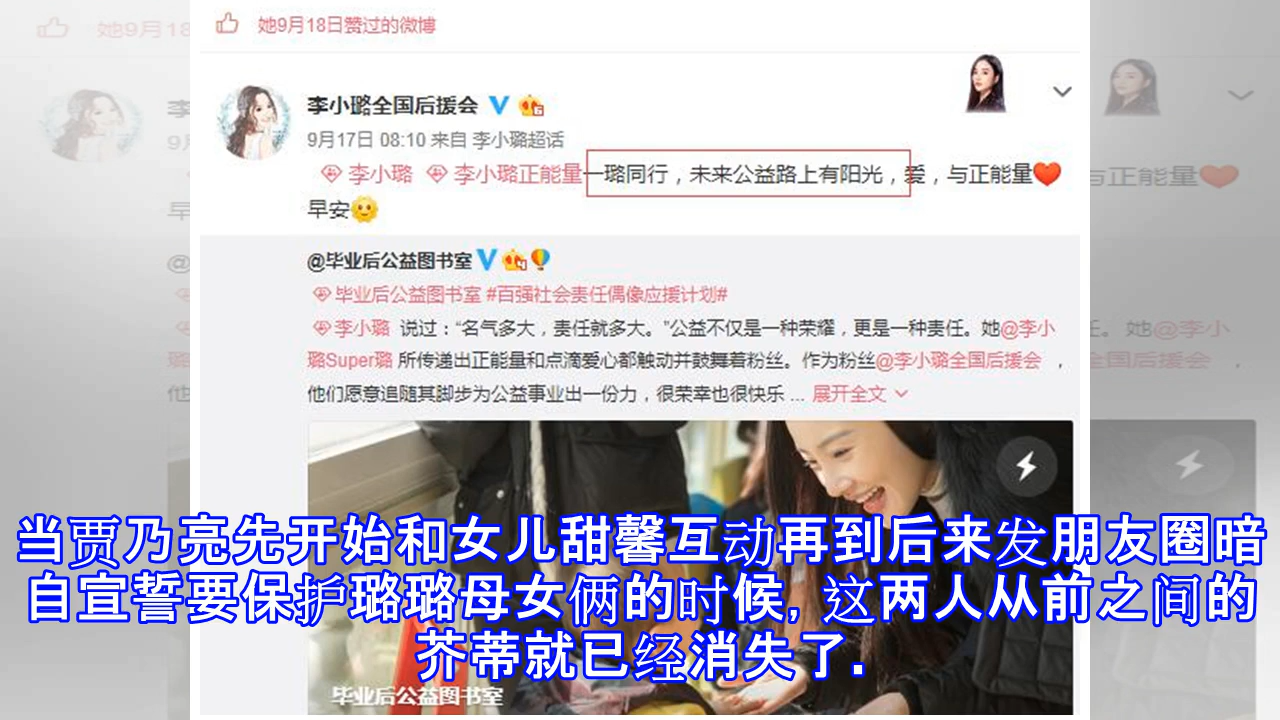 她9月18日赞过的微博
李小璐全国后援会
9月17日 08:10 来自 李小璐超话
李小璐 李小璐正能量一璐同行，未来公益路上有阳光，爱，与正能量
早安
@毕业后公益图书室
毕业后公益图书室 #百强社会责任偶像应援计划#
李小璐 说过：“名气多大，责任就多大。”公益不仅是一种荣耀，更是一种责任。她@李小
璐Super璐 所传递出正能量和点滴爱心都触动并鼓舞着粉丝。作为粉丝@李小璐全国后援会 ，
他们愿意追随其脚步为公益事业出一份力，很荣幸也很快乐 ... 展开全文
当贾乃亮先开始和女儿甜馨互动再到后来发朋友圈暗
自宣誓要保护璐璐母女俩的时候, 这两人从前之间的
芥蒂就已经消失了.
毕业后公益图书室